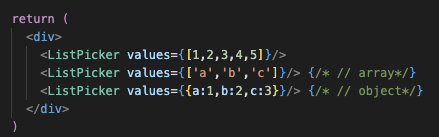 return (
<div>
<ListPicker values={[1,2,3,4,5]}/>
<ListPicker values={['a','b','c']}/> {/* // array*/}
<ListPicker values={{a:1,b:2,c:3}}/> {/* // object*/}
</div>
)